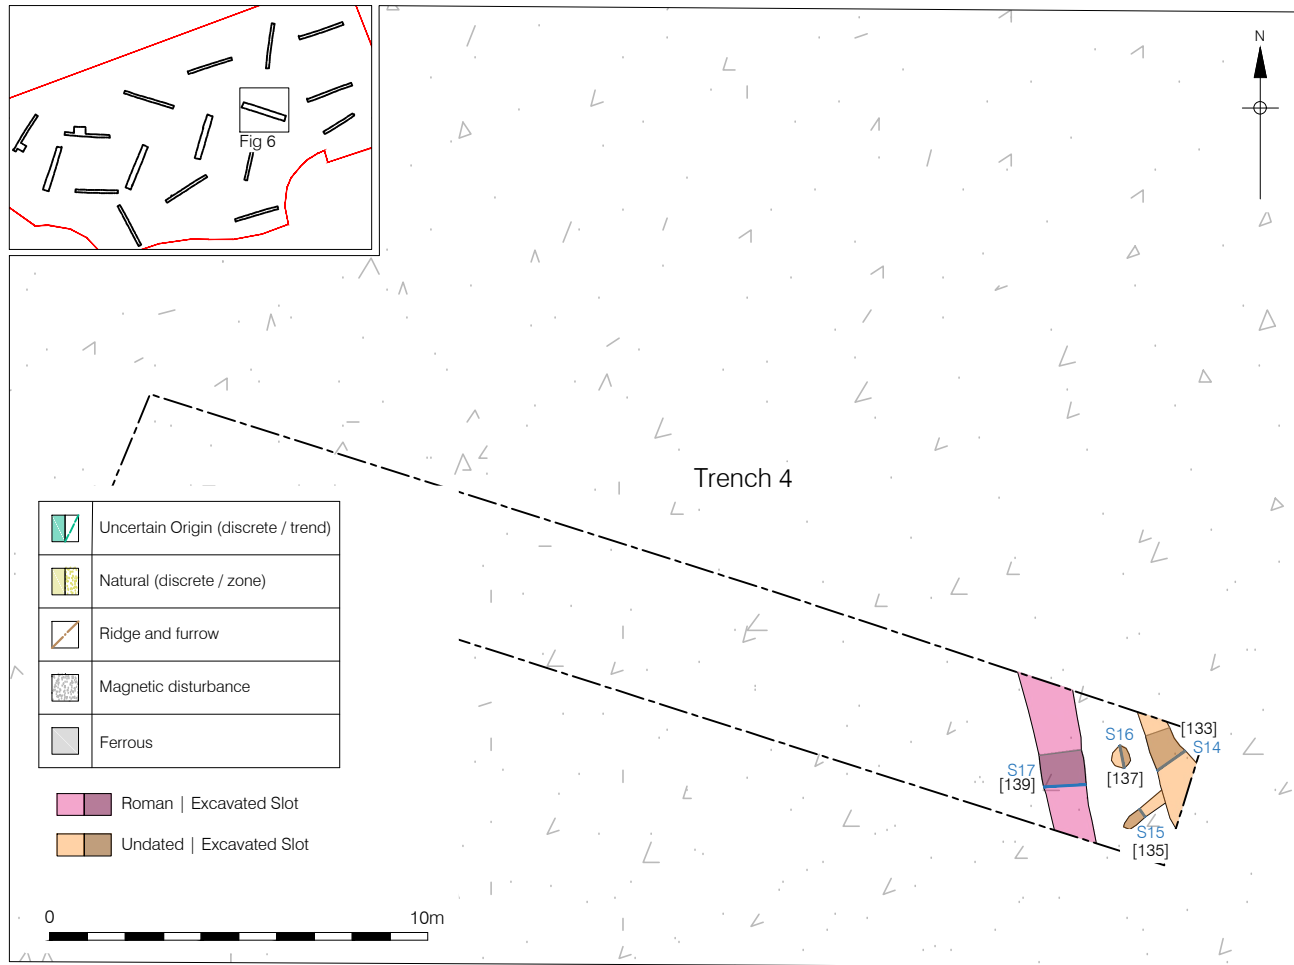 Fig 6
N
Trench 4
Uncertain Origin (discrete / trend)
Natural (discrete / zone)
Ridge and furrow
Magnetic disturbance
Ferrous
Roman | Excavated Slot
Undated | Excavated Slot
0 10m
S17
[139]
S16
[137]
[133]
S14
S15
[135]